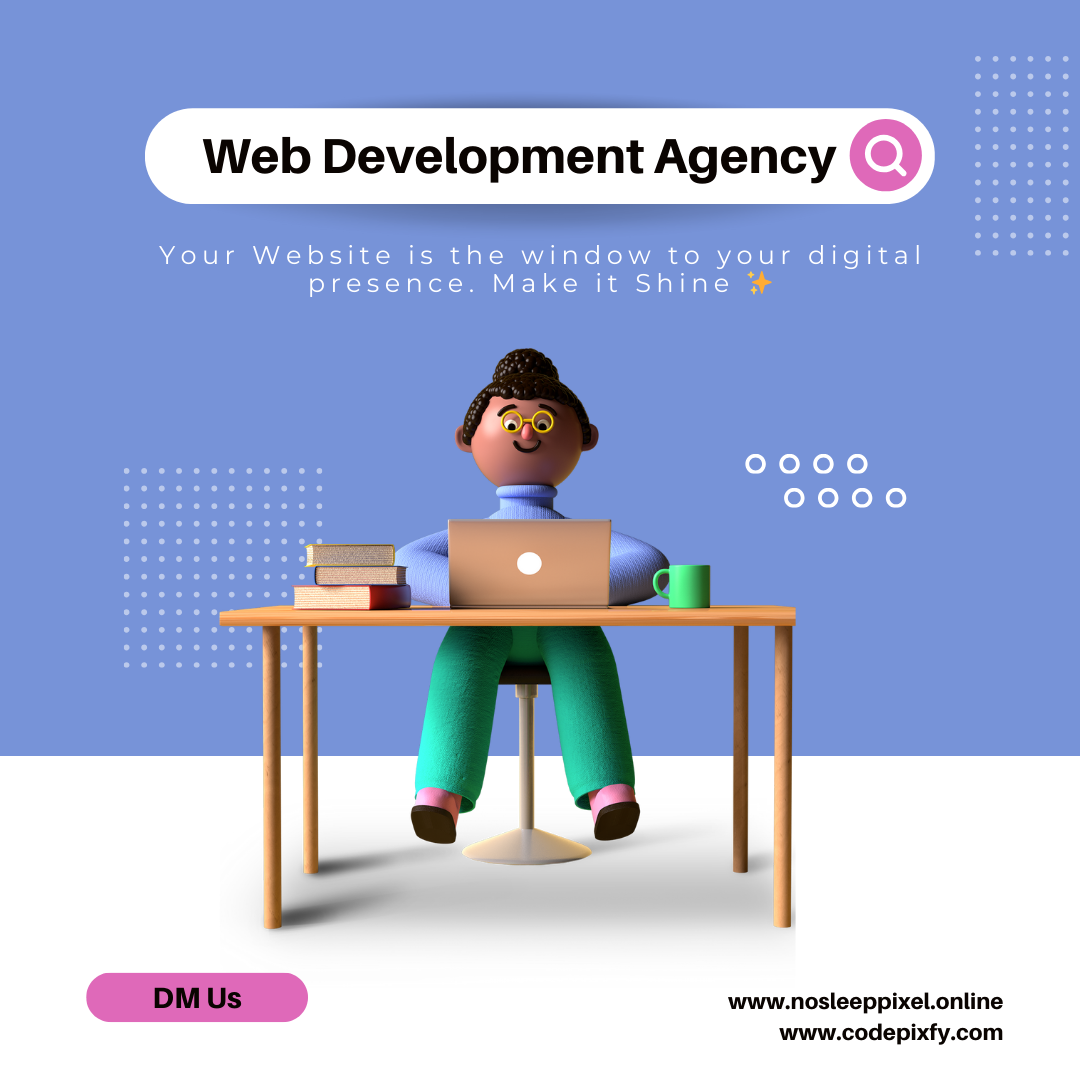 Web Development Agency
Your Website is the window to your digital
presence. Make it Shine ✨
DM Us
www.nosleeppixel.online
www.codepixfy.com